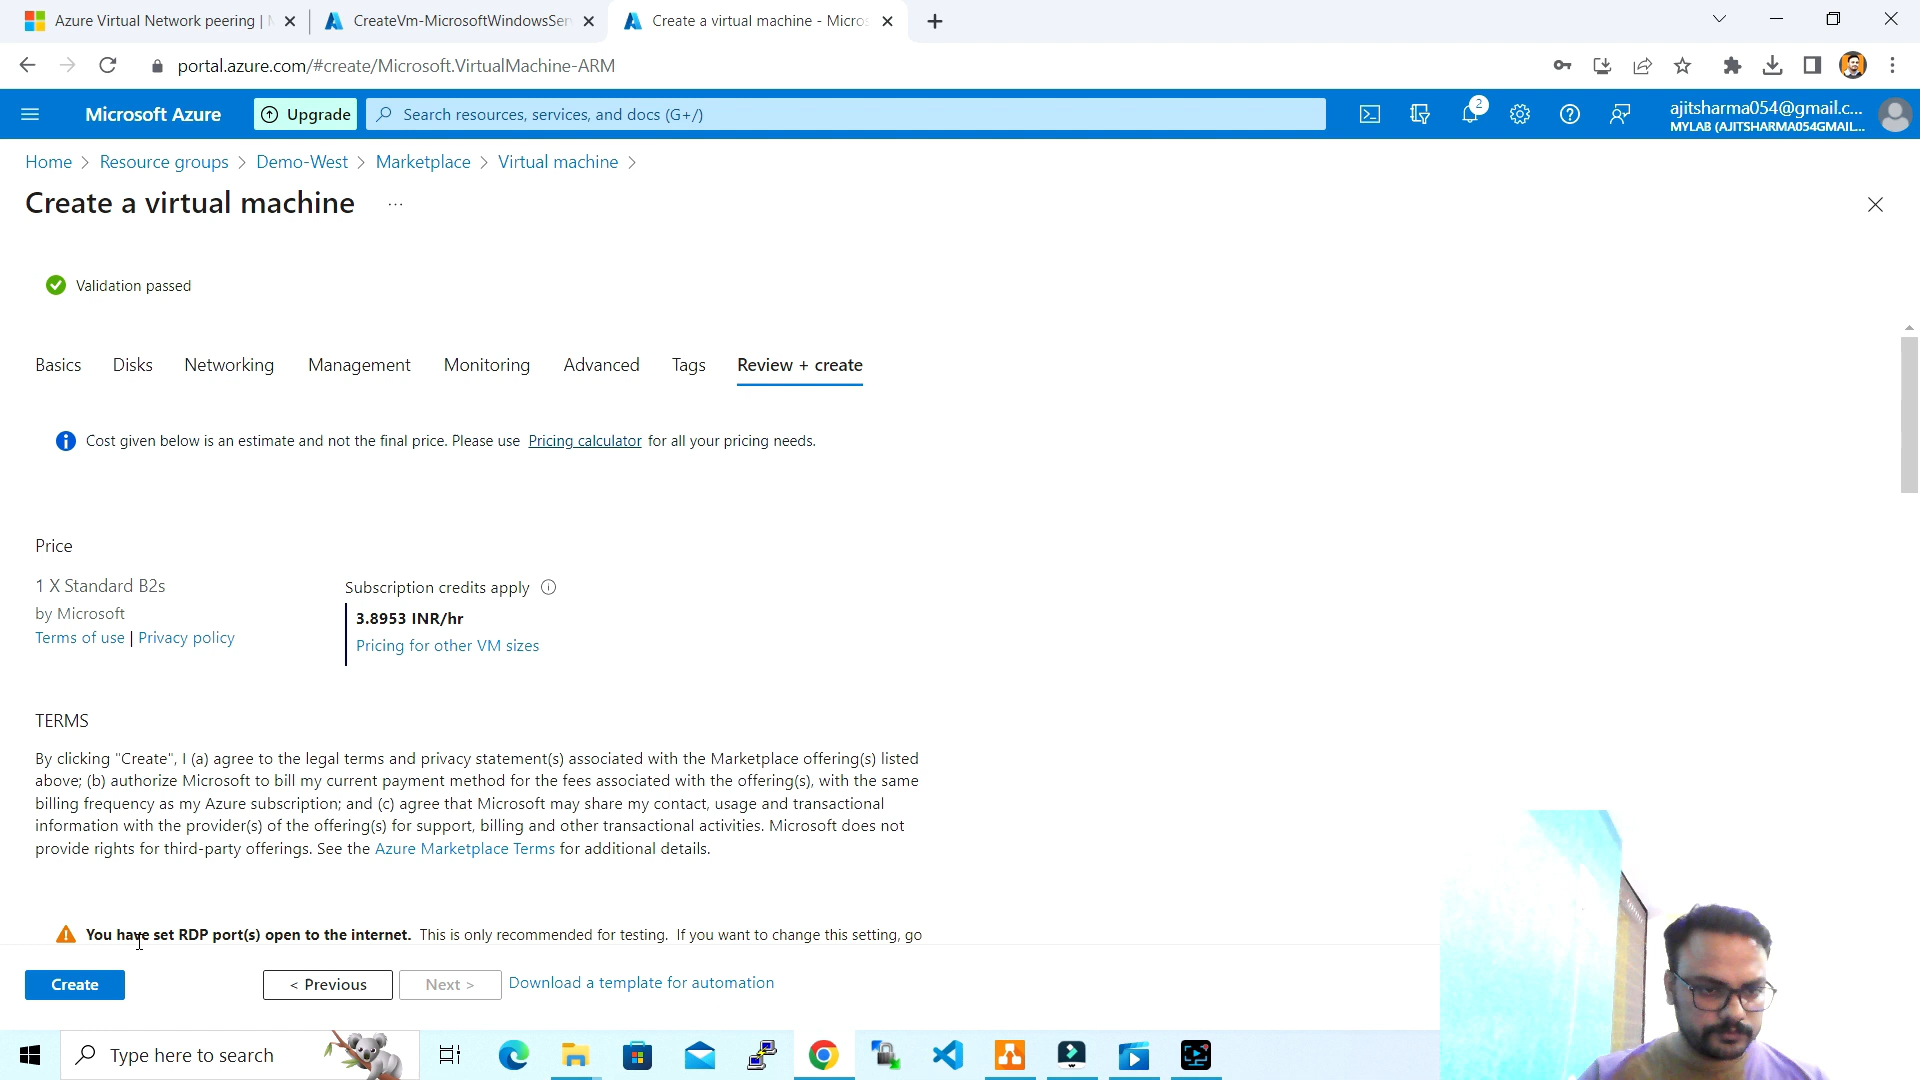 Azure Virtual Network peering |
CreateVm-MicrosoftWindowsSer
Create a virtual machine - Micros
portal.azure.com/#create/Microsoft.VirtualMachine-ARM
Microsoft Azure
Upgrade
Search resources, services, and docs (G+/)
2
ajitsharma054@gmail.c...
MYLAB (AJITSHARMA054GMAIL...
Home > Resource groups > Demo-West > Marketplace > Virtual machine >
Create a virtual machine ...
Validation passed
Basics Disks Networking Management Monitoring Advanced Tags Review + create
Cost given below is an estimate and not the final price. Please use Pricing calculator for all your pricing needs.
Price
1 X Standard B2s
by Microsoft
Terms of use | Privacy policy
Subscription credits apply
3.8953 INR/hr
Pricing for other VM sizes
TERMS
By clicking "Create", I (a) agree to the legal terms and privacy statement(s) associated with the Marketplace offering(s) listed
above; (b) authorize Microsoft to bill my current payment method for the fees associated with the offering(s), with the same
billing frequency as my Azure subscription; and (c) agree that Microsoft may share my contact, usage and transactional
information with the provider(s) of the offering(s) for support, billing and other transactional activities. Microsoft does not
provide rights for third-party offerings. See the Azure Marketplace Terms for additional details.
You have set RDP port(s) open to the internet. This is only recommended for testing. If you want to change this setting, go
Create
< Previous
Next >
Download a template for automation
Type here to search